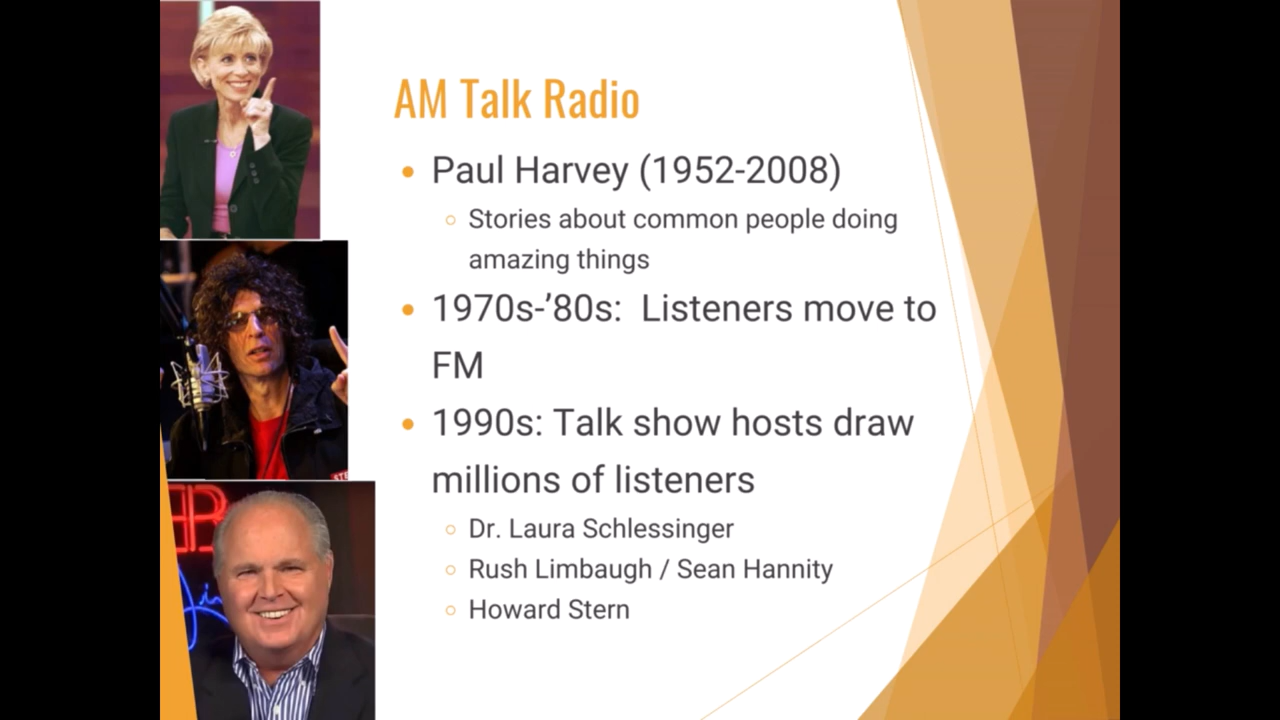 AM Talk Radio
• Paul Harvey (1952-2008)
○ Stories about common people doing
amazing things
• 1970s-’80s:  Listeners move to
FM
• 1990s: Talk show hosts draw
millions of listeners
○ Dr. Laura Schlessinger
○ Rush Limbaugh / Sean Hannity
○ Howard Stern